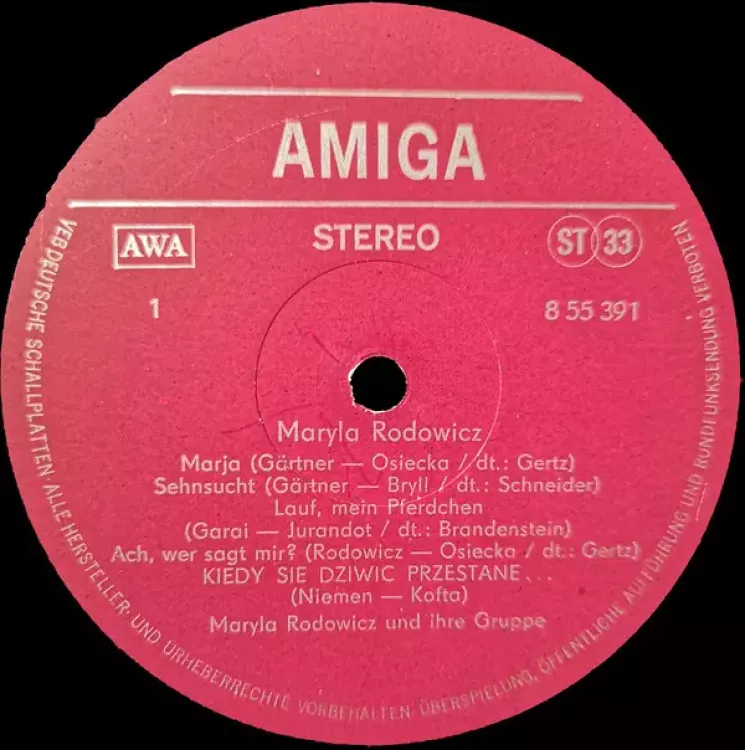 AMIGA
AWA
STEREO
ST 33
1
8 55 391
Maryla Rodowicz
Marja (Gärtner — Osiecka / dt.: Gertz)
Sehnsucht (Gärtner — Bryll / dt.: Schneider)
Lauf, mein Pferdchen
(Garai — Jurandot / dt.: Brandenstein)
Ach, wer sagt mir? (Rodowicz — Osiecka / dt.: Gertz)
KIEDY SIE DZIWIC PRZESTANE...
(Niemen — Kofta)
Maryla Rodowicz und ihre Gruppe
VEB DEUTSCHE SCHALLPLATTEN · ALLE HERSTELLER- UND URHEBERRECHTE VORBEHALTEN · ÜBERSPIELUNG, ÖFFENTLICHE AUFFÜHRUNG UND RUNDFUNKSENDUNG VERBOTEN